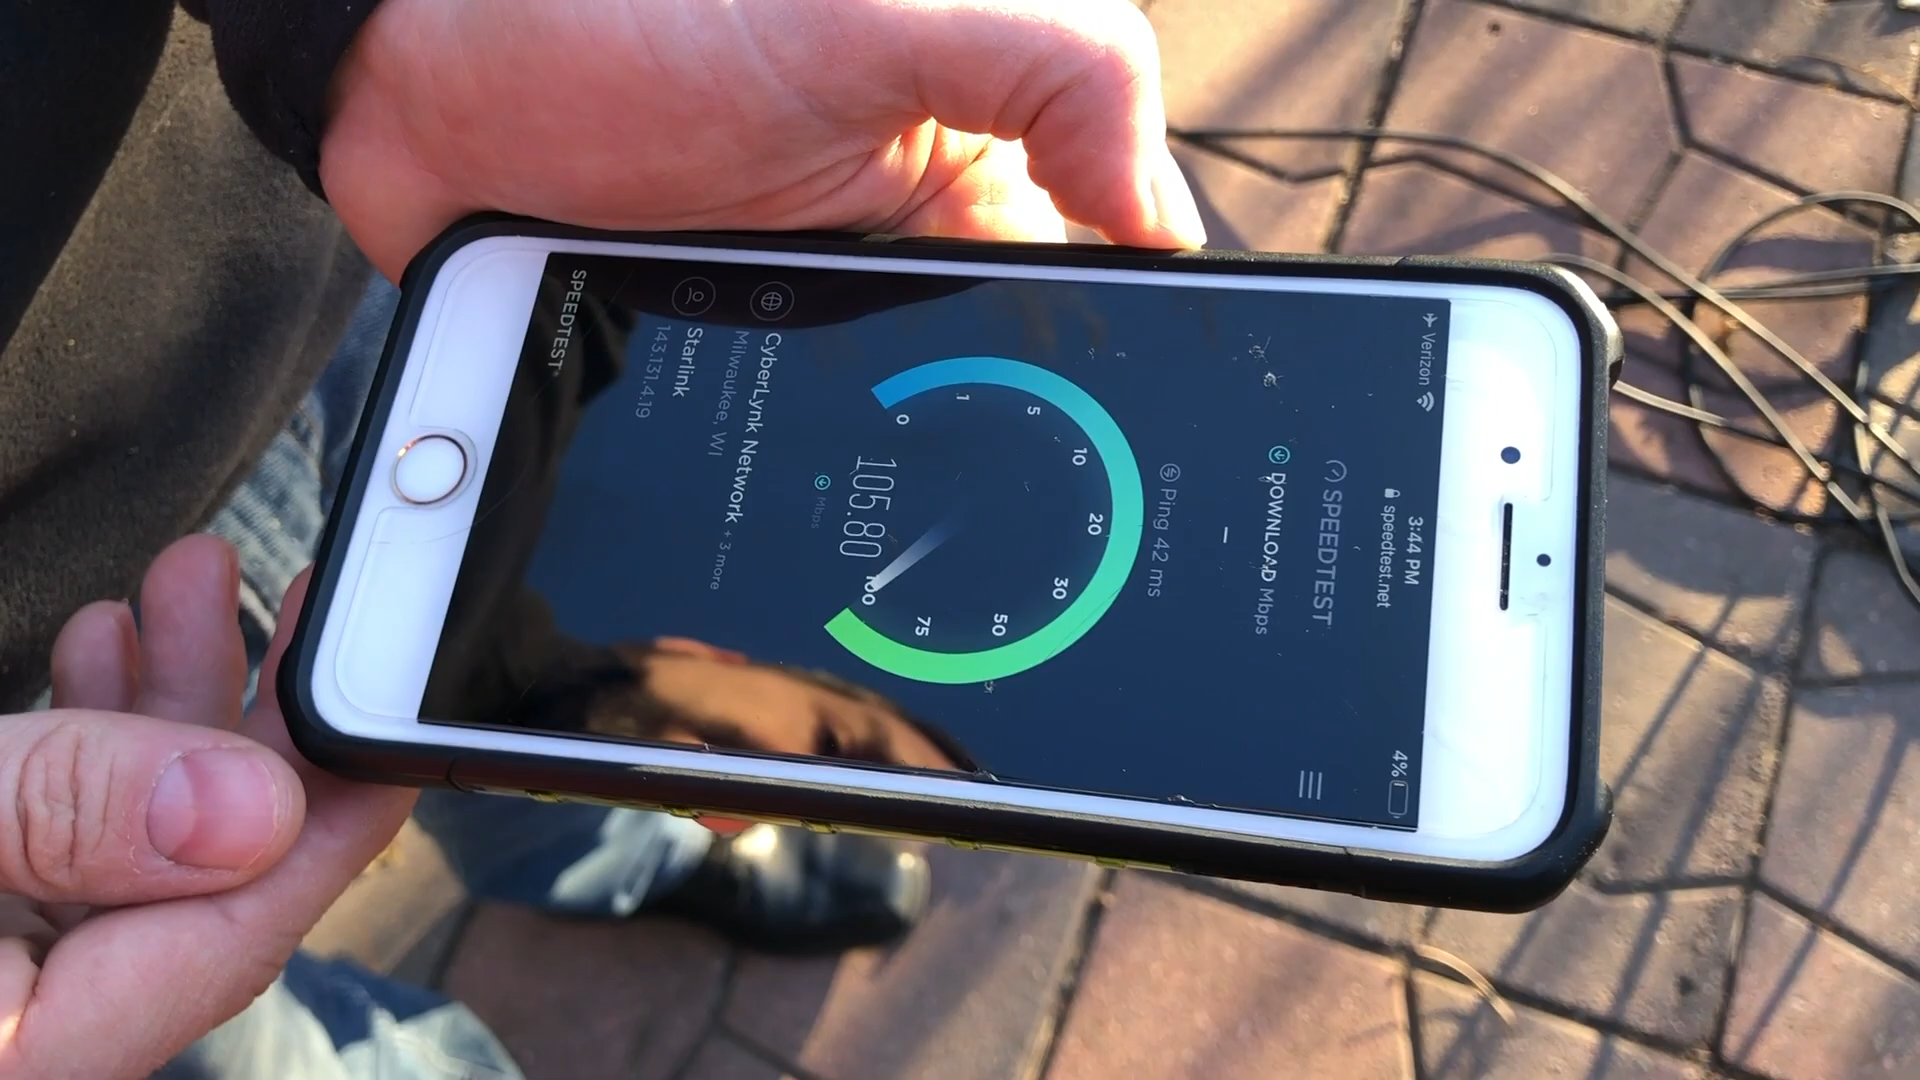 Verizon 3:44 PM 4%
speedtest.net
SPEEDTEST
DOWNLOAD Mbps
Ping 42 ms
0
1
5
10
20
30
50
75
100
105.80
Mbps
CyberLynk Network + 3 more
Milwaukee, WI
Starlink
143.131.4.19
SPEEDTEST